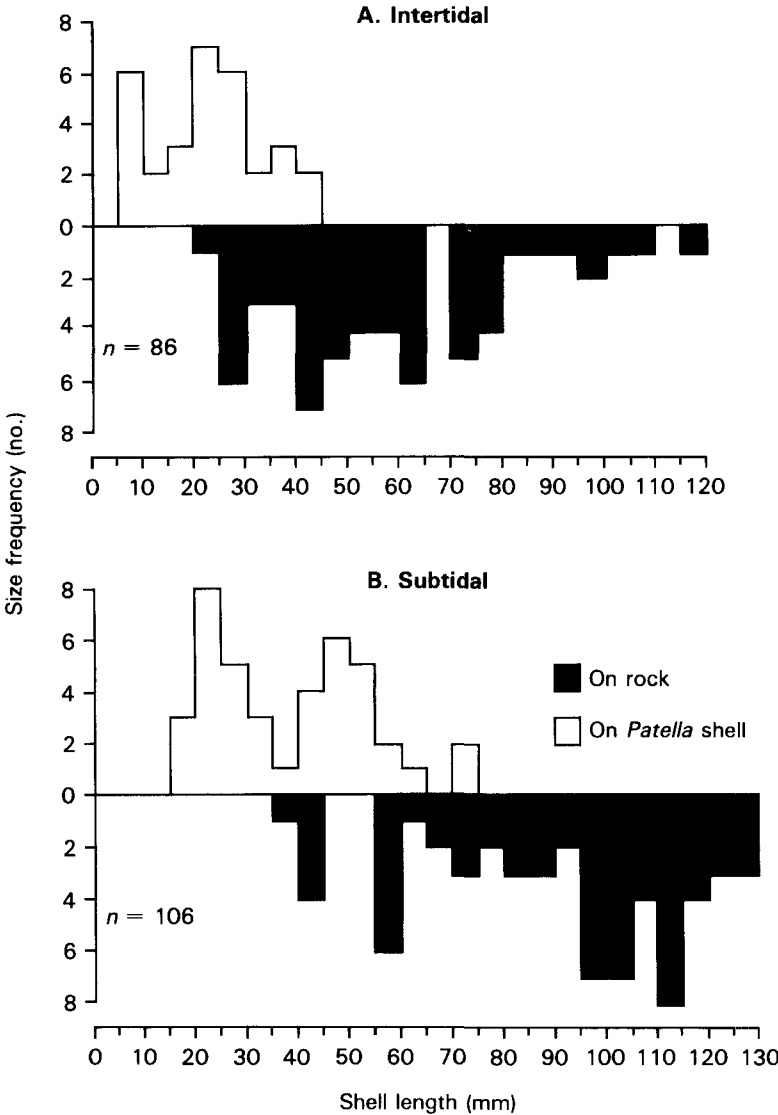 A. Intertidal
8
6
4
2
0
2
4
6
8
n = 86
0 10 20 30 40 50 60 70 80 90 100 110 120
Size frequency (no.)
B. Subtidal
8
6
4
2
0
2
4
6
8
On rock
On Patella shell
n = 106
0 10 20 30 40 50 60 70 80 90 100 110 120 130
Shell length (mm)